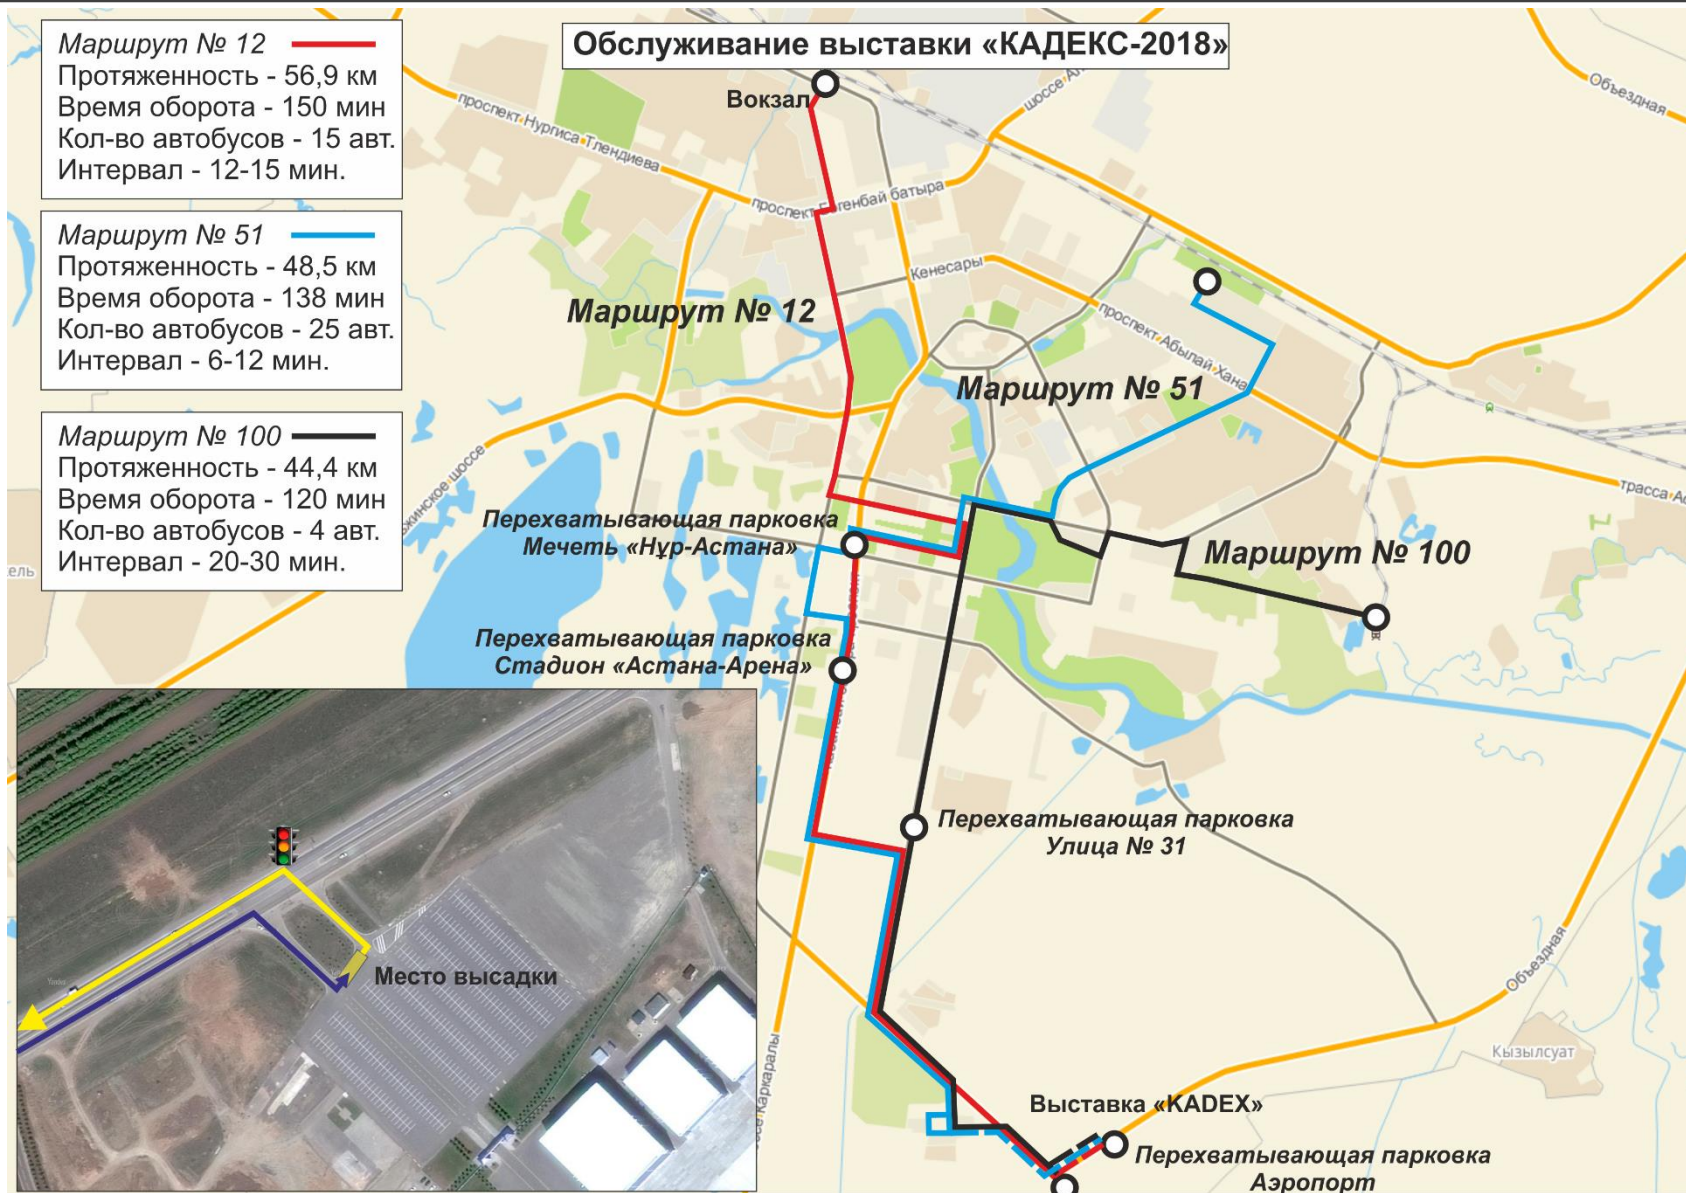 Обслуживание выставки «КАДЕКС-2018»
Маршрут № 12
Протяженность - 56,9 км
Время оборота - 150 мин
Кол-во автобусов - 15 авт.
Интервал - 12-15 мин.
Маршрут № 51
Протяженность - 48,5 км
Время оборота - 138 мин
Кол-во автобусов - 25 авт.
Интервал - 6-12 мин.
Маршрут № 100
Протяженность - 44,4 км
Время оборота - 120 мин
Кол-во автобусов - 4 авт.
Интервал - 20-30 мин.
Вокзал
шоссе
Объездная
проспект Нургиса Тлендиева
проспект
батыра
Кенесары
Маршрут № 12
проспект Абылай Хана
Маршрут № 51
шоссе
трасса
Перехватывающая парковка
Мечеть «Нұр-Астана»
Маршрут № 100
Перехватывающая парковка
Стадион «Астана-Арена»
Перехватывающая парковка
Улица № 31
Место высадки
Объездная
Кызылсуат
Каркаралы
Выставка «KADEX»
Перехватывающая парковка
Аэропорт